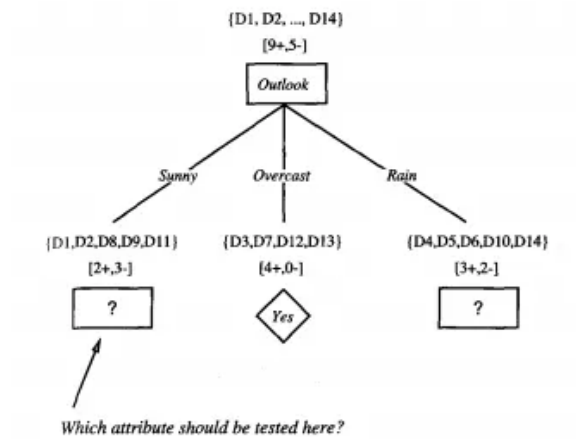 {D1, D2, ..., D14}
[9+,5-]
Outlook
Sunny Overcast Rain
{D1,D2,D8,D9,D11} {D3,D7,D12,D13} {D4,D5,D6,D10,D14}
[2+,3-] [4+,0-] [3+,2-]
? Yes ?
Which attribute should be tested here?